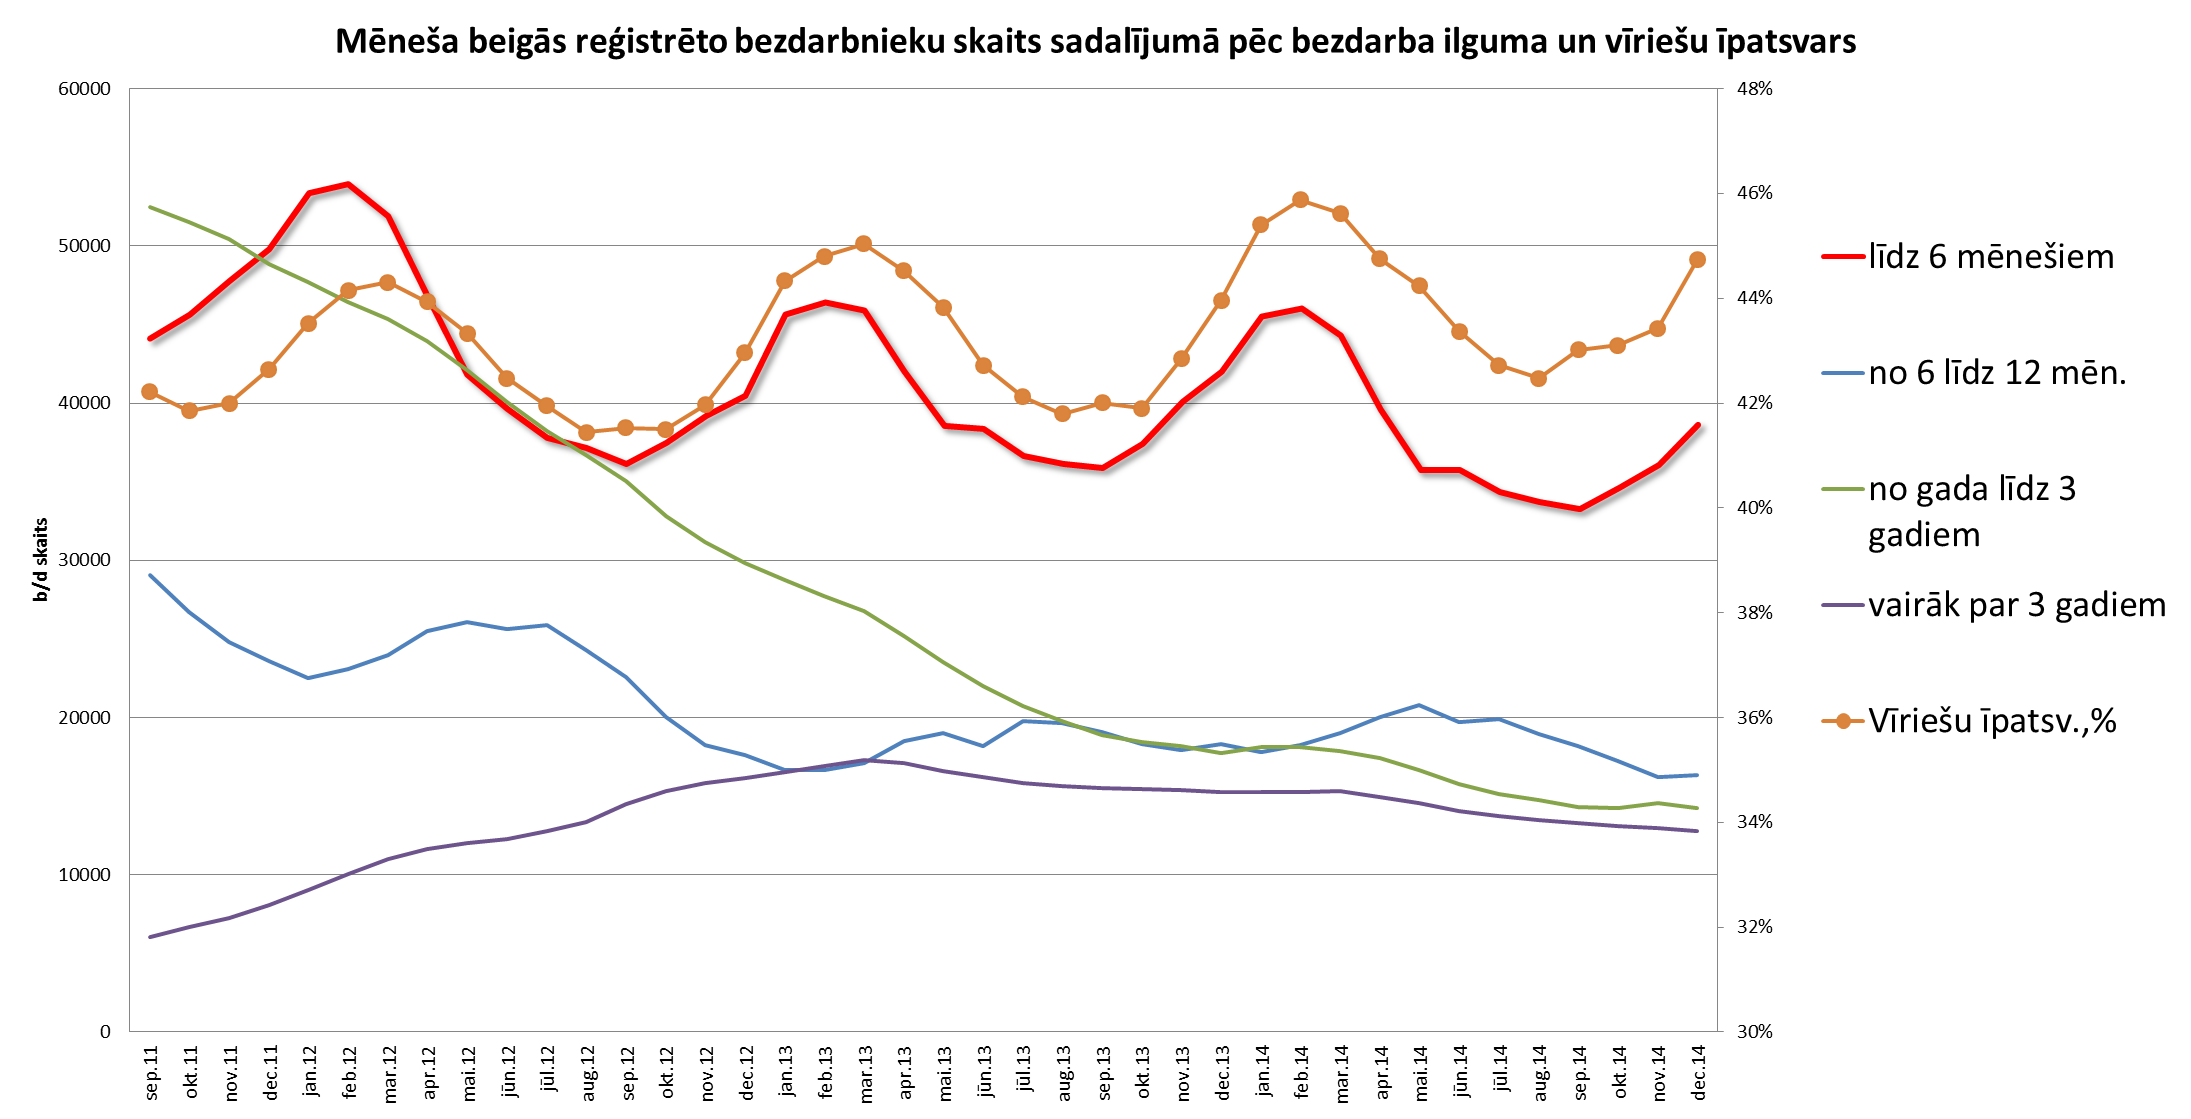 Mēneša beigās reģistrēto bezdarbnieku skaits sadalījumā pēc bezdarba ilguma un vīriešu īpatsvars
60000
50000
40000
30000
20000
10000
0
b/d skaits
48%
46%
44%
42%
40%
38%
36%
34%
32%
30%
sep.11
okt.11
nov.11
dec.11
jan.12
feb.12
mar.12
apr.12
mai.12
jūn.12
jūl.12
aug.12
sep.12
okt.12
nov.12
dec.12
jan.13
feb.13
mar.13
apr.13
mai.13
jūn.13
jūl.13
aug.13
sep.13
okt.13
nov.13
dec.13
jan.14
feb.14
mar.14
apr.14
mai.14
jūn.14
jūl.14
aug.14
sep.14
okt.14
nov.14
dec.14
līdz 6 mēnešiem
no 6 līdz 12 mēn.
no gada līdz 3
gadiem
vairāk par 3 gadiem
Vīriešu īpatsv.,%